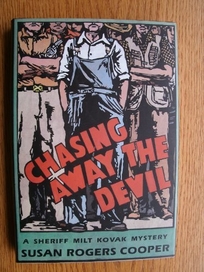 CHASING
AWAY THE
DEVIL
A SHERIFF MILT KOVAK MYSTERY
SUSAN ROGERS COOPER